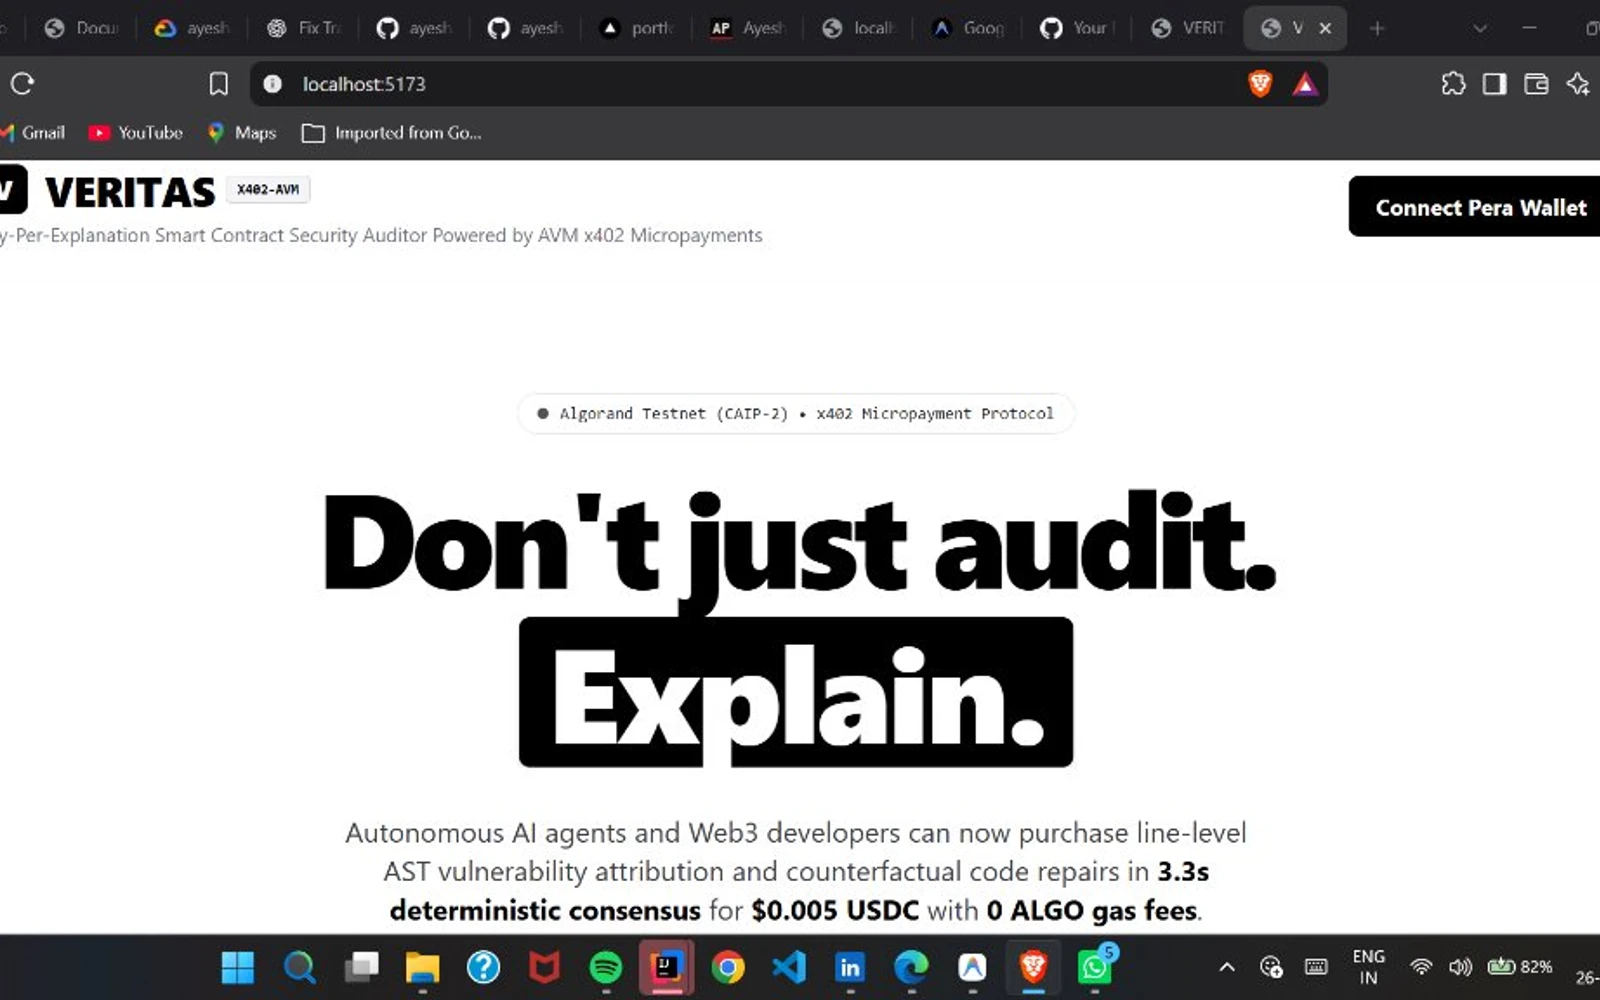 Docu ayesh Fix Tr ayesh ayesh portf AP Ayesh localh Goog Your VERIT V
localhost:5173
Gmail YouTube Maps Imported from Go...
V VERITAS X402-AVM Connect Pera Wallet
y-Per-Explanation Smart Contract Security Auditor Powered by AVM x402 Micropayments
Algorand Testnet (CAIP-2) • x402 Micropayment Protocol
Don't just audit.
Explain.
Autonomous AI agents and Web3 developers can now purchase line-level
AST vulnerability attribution and counterfactual code repairs in 3.3s
deterministic consensus for $0.005 USDC with 0 ALGO gas fees.
5
ENG
IN
82%
26-